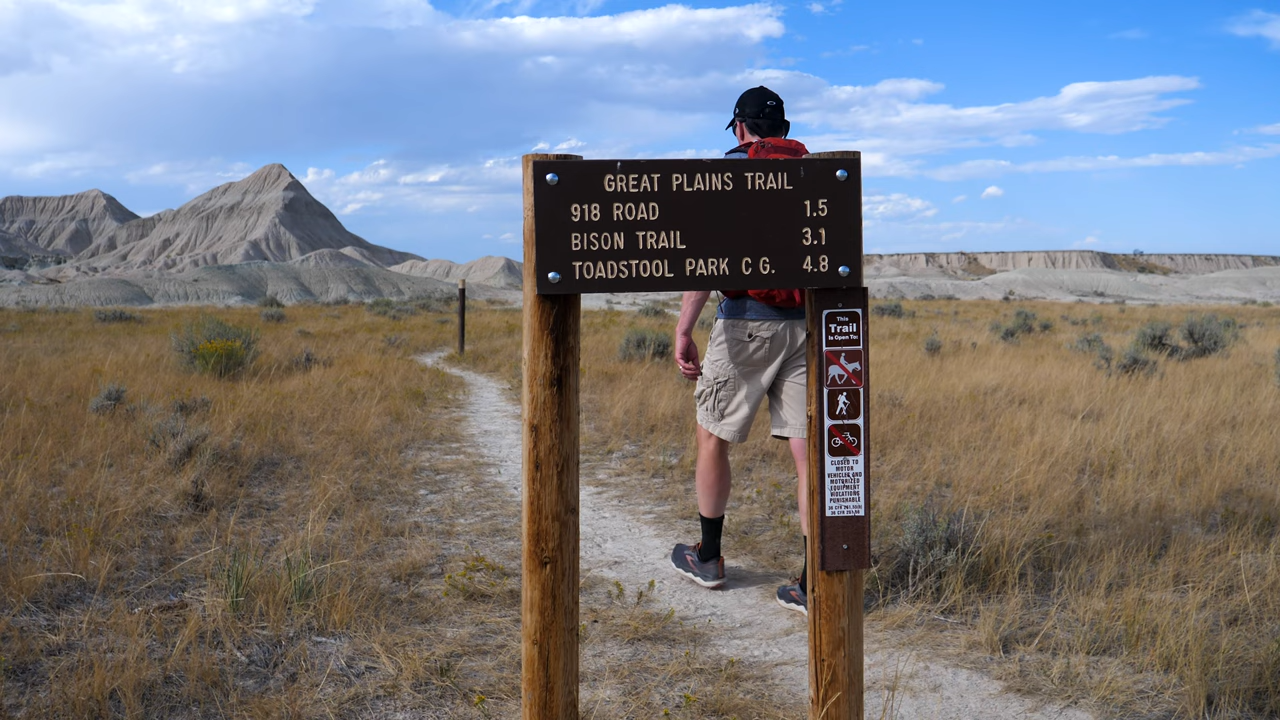 GREAT PLAINS TRAIL
918 ROAD 1.5
BISON TRAIL 3.1
TOADSTOOL PARK C G. 4.8
This
Trail
Is Open To:
CLOSED TO
MOTOR
VEHICLES AND
MOTORIZED
EQUIPMENT
VIOLATIONS
PUNISHABLE